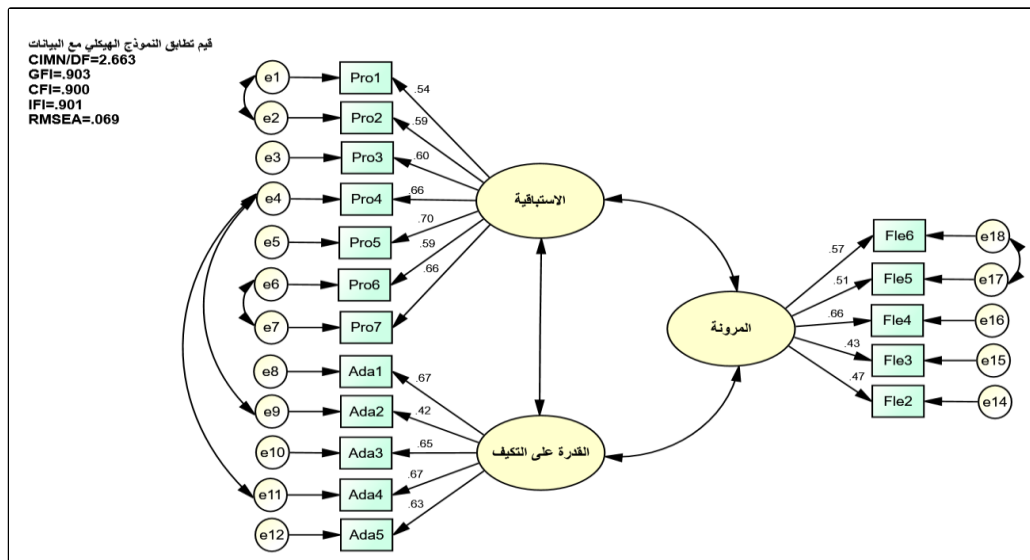 قيم تطابق النموذج الهيكلي مع البيانات
CIMN/DF=2.663
GFI=.903
CFI=.900
IFI=.901
RMSEA=.069
e1 Pro1 .54
e2 Pro2 .59
e3 Pro3 .60
e4 Pro4 .66
e5 Pro5 .70
e6 Pro6 .59
e7 Pro7 .66
الاستباقية
e8 Ada1 .67
e9 Ada2 .42
e10 Ada3 .65
e11 Ada4 .67
e12 Ada5 .63
القدرة على التكيف
المرونة
.57 Fle6 e18
.51 Fle5 e17
.66 Fle4 e16
.43 Fle3 e15
.47 Fle2 e14